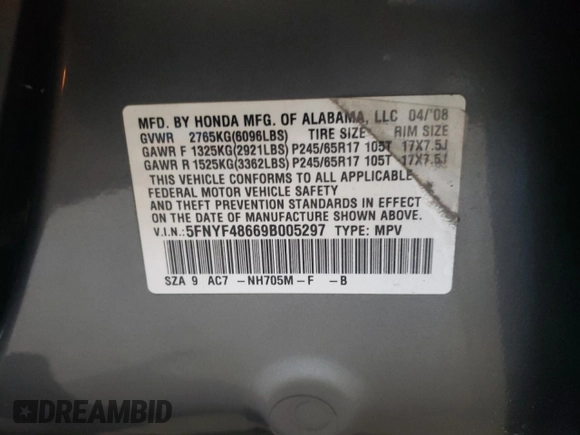 MFD. BY HONDA MFG. OF ALABAMA, LLC 04/'08
GVWR 2765KG(6096LBS) TIRE SIZE RIM SIZE
GAWR F 1325KG(2921LBS) P245/65R17 105T 17X7.5J
GAWR R 1525KG(3362LBS) P245/65R17 105T 17X7.5J
THIS VEHICLE CONFORMS TO ALL APPLICABLE
FEDERAL MOTOR VEHICLE SAFETY
AND THEFT PREVENTION STANDARDS IN EFFECT
ON THE DATE OF MANUFACTURE SHOWN ABOVE.
V.I.N.: 5FNYF48669B005297 TYPE: MPV
SZA 9 AC7 -NH705M-F -B
DREAMBID